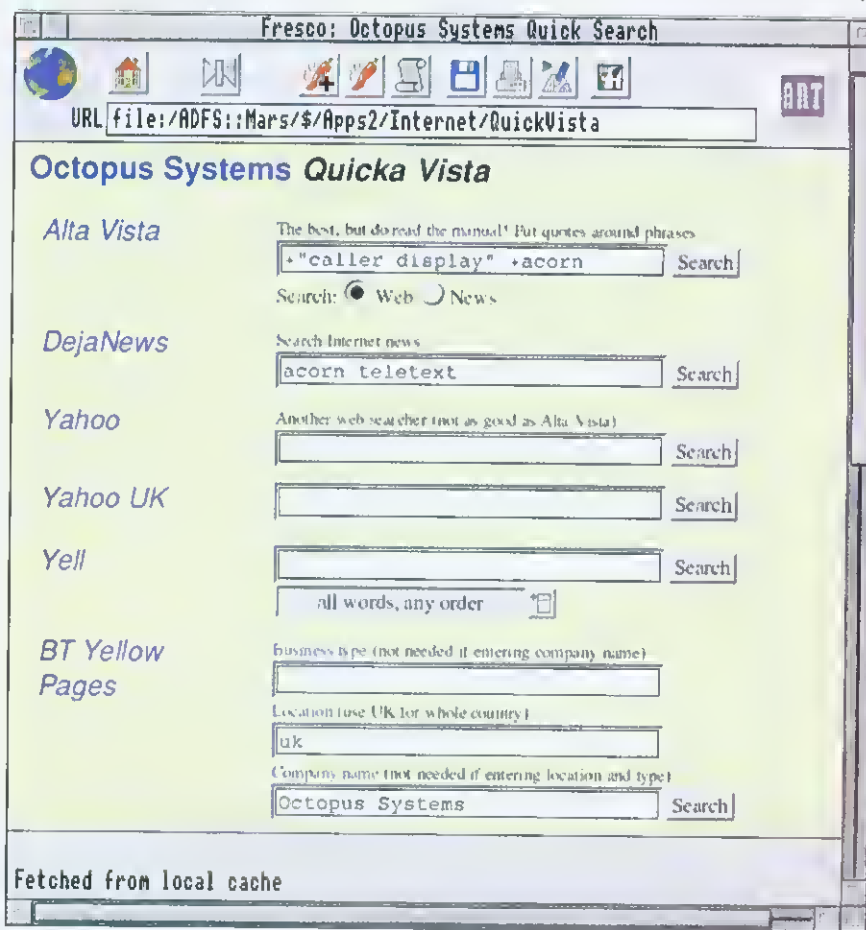 Fresco: Octopus Systems Quick Search
ANT
URL file:/ADFS::Mars/$/Apps2/Internet/QuickVista
Octopus Systems Quicka Vista
Alta Vista
The best, but do read the manual! Put quotes around phrases
+"caller display" +acorn Search
Search: Web News
DejaNews
Search Internet news
acorn teletext Search
Yahoo
Another web searcher (not as good as Alta Vista)
Search
Yahoo UK Search
Yell Search
all words, any order
BT Yellow Pages
Business type (not needed if entering company name)
Location (use UK for whole country)
uk
Company name (not needed if entering location and type)
Octopus Systems Search
Fetched from local cache